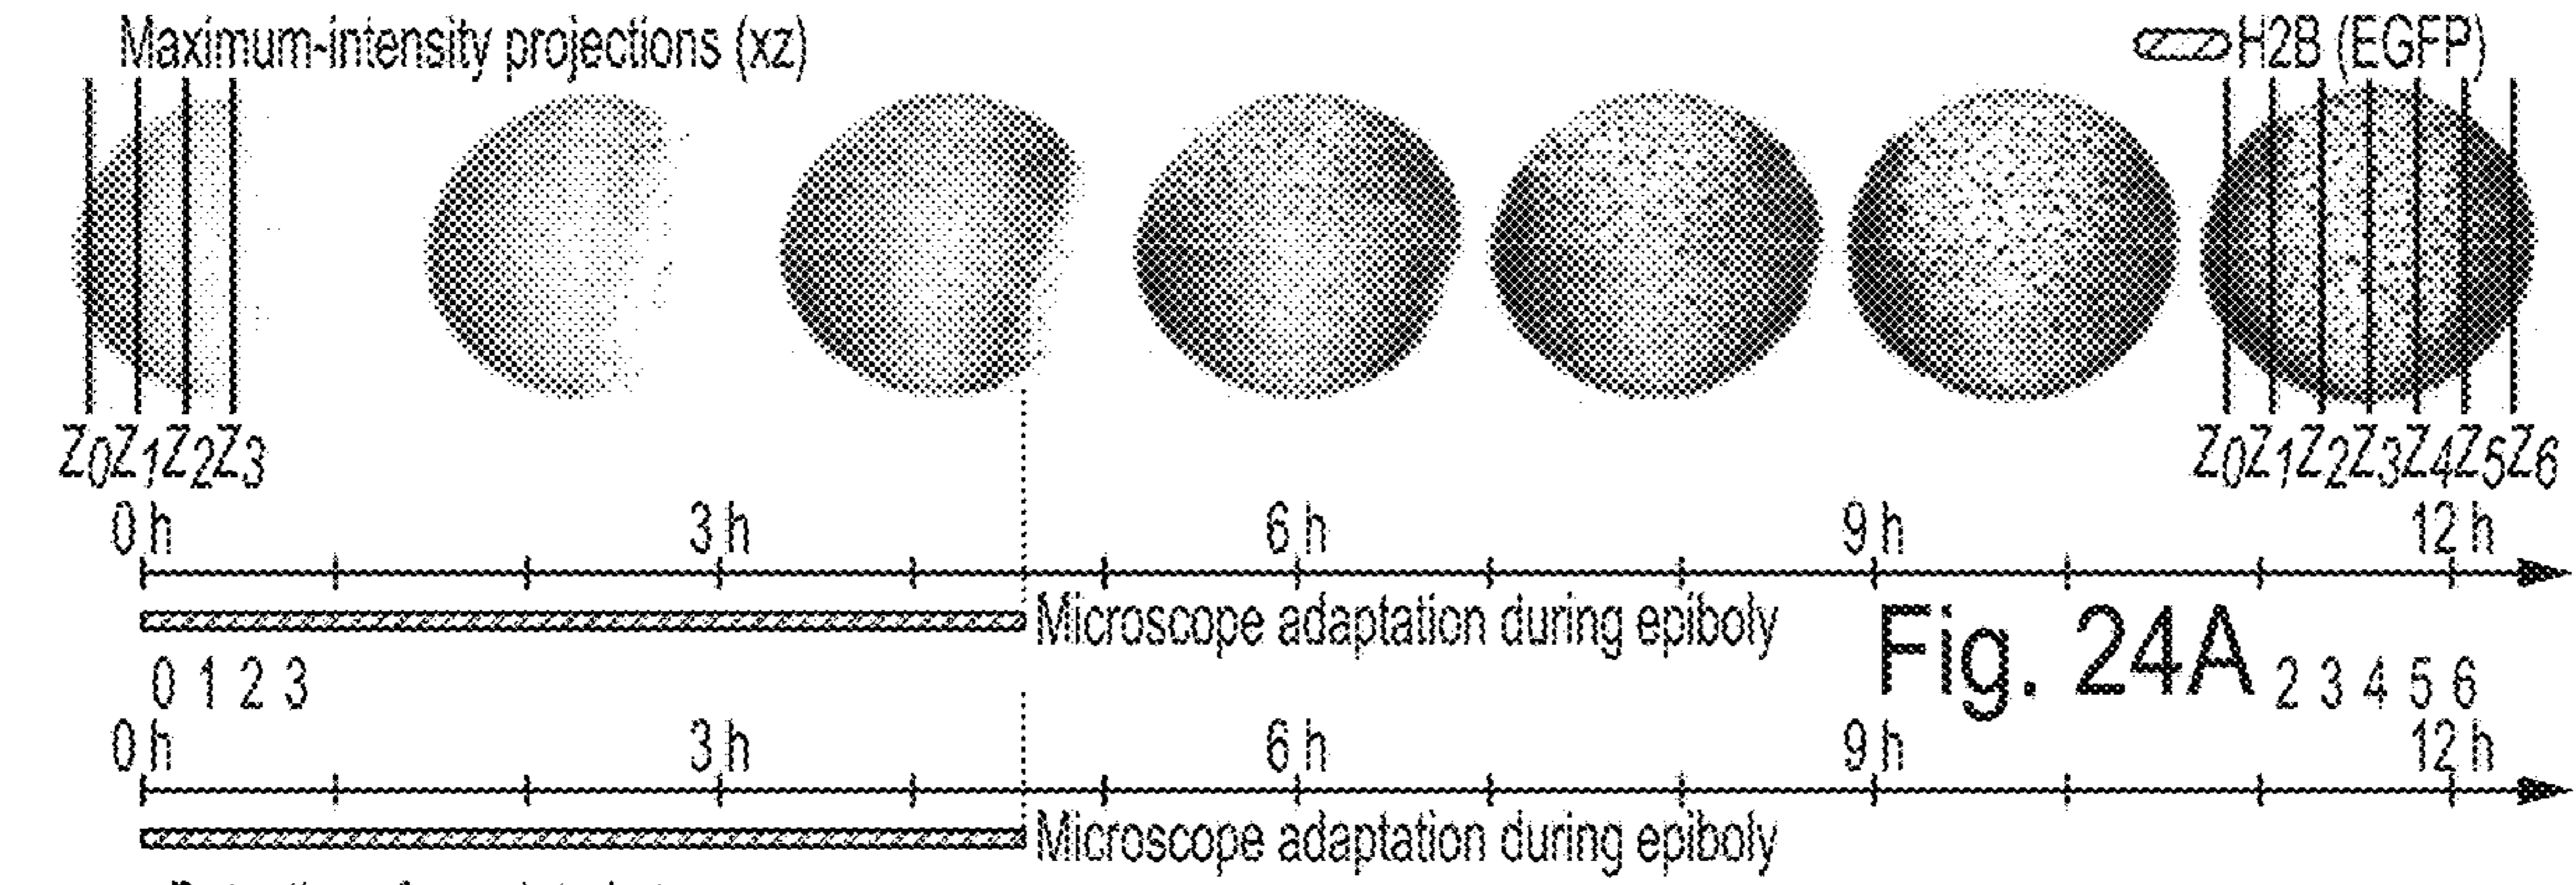 Maximum-intensity projections (xz)
H2B (EGFP)
Z0Z1Z2Z3
Z0Z1Z2Z3Z4Z5Z6
0 h 3 h 6 h 9 h 12 h
Microscope adaptation during epiboly
Fig. 24A
0 1 2 3
2 3 4 5 6
0 h 3 h 6 h 9 h 12 h
Microscope adaptation during epiboly